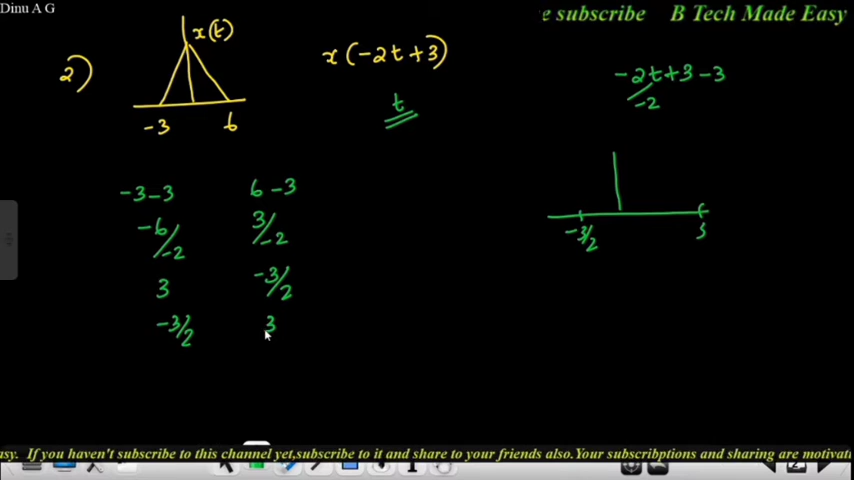 Dinu A G
e subscribe B Tech Made Easy
2)
x(t)
-3 6
x(-2t+3)
t
-2t+3-3
-2
-3-3 6-3
-6/-2 3/-2
3 -3/2
-3/2 3
-3/2 3
asy. If you haven't subscribe to this channel yet,subscribe to it and share to your friends also.Your subscribptions and sharing are motivat